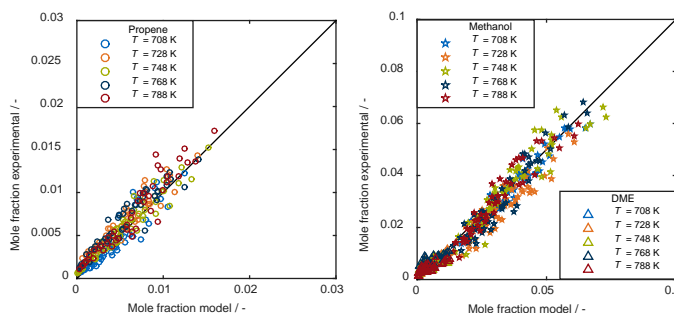 Propene
T = 708 K
T = 728 K
T = 748 K
T = 768 K
T = 788 K
0.03
0.025
0.02
0.015
0.01
0.005
0
0
0.01
0.02
0.03
Mole fraction experimental / -
Mole fraction model / -
Methanol
T = 708 K
T = 728 K
T = 748 K
T = 768 K
T = 788 K
0.1
0.08
0.06
0.04
0.02
0
0
0.05
Mole fraction experimental / -
Mole fraction model / -
DME
T = 708 K
T = 728 K
T = 748 K
T = 768 K
T = 788 K